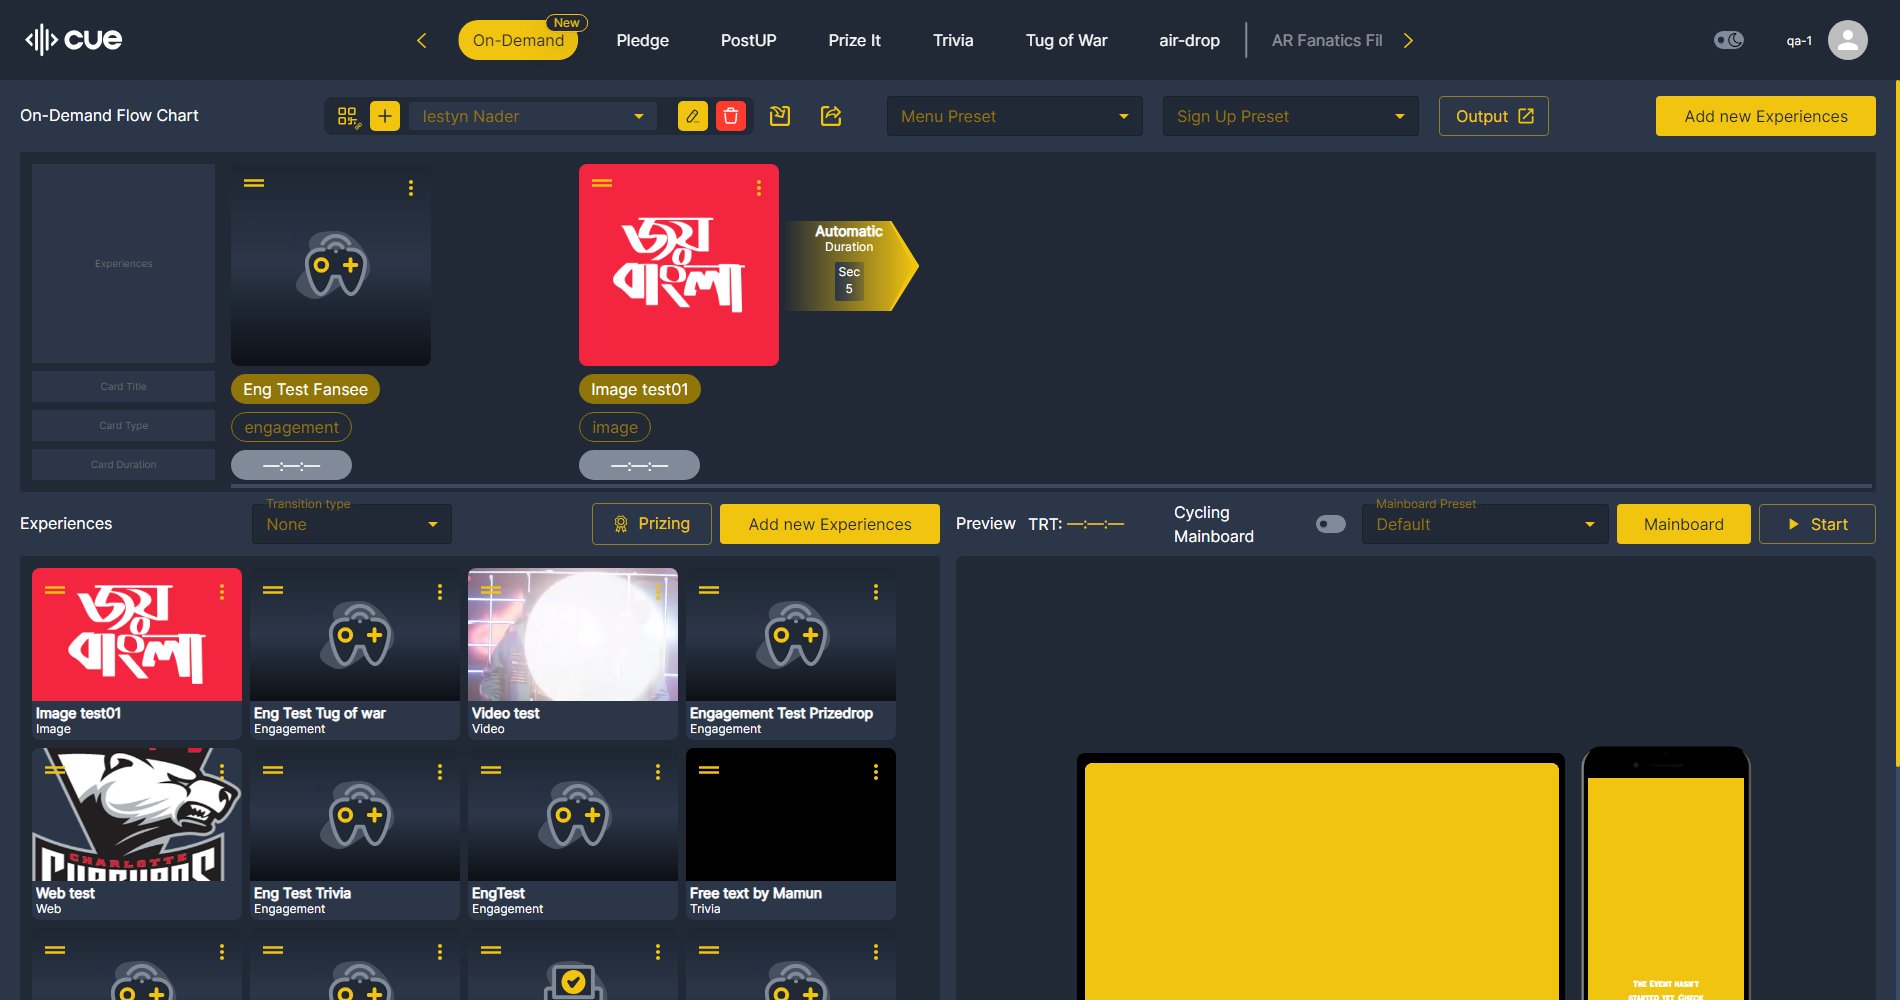 cue
On-Demand
New
Pledge
PostUP
Prize It
Trivia
Tug of War
air-drop
AR Fanatics Fil
qa-1
On-Demand Flow Chart
Iestyn Nader
Menu Preset
Sign Up Preset
Output
Add new Experiences
Experiences
জয়
বাংলা
Automatic
Duration
Sec
5
Card Title
Eng Test Fansee
Image test01
Card Type
engagement
image
Card Duration
—:—:—
—:—:—
Experiences
Transition type
None
Prizing
Add new Experiences
Preview
TRT: —:—:—
Cycling
Mainboard
Mainboard Preset
Default
Mainboard
Start
জয়
বাংলা
Image test01
Image
Eng Test Tug of war
Engagement
Video test
Video
Engagement Test Prizedrop
Engagement
CHARLOTTE
Web test
Web
Eng Test Trivia
Engagement
EngTest
Engagement
Free text by Mamun
Trivia
The Event hasn't
started yet. Check